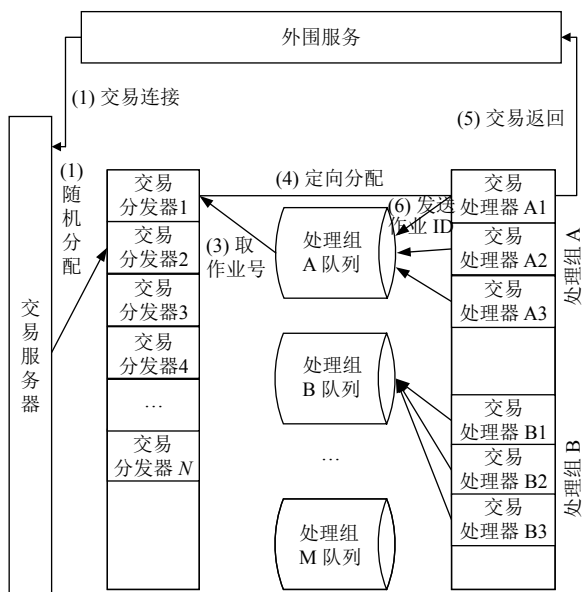 外围服务
(1) 交易连接
(5) 交易返回
(1)
随机分配
交易服务器
交易
分发器1
交易
分发器2
交易
分发器3
交易
分发器4
…
交易
分发器 N
(4) 定向分配
(3) 取
作业号
(6) 发送
作业 ID
处理组
A 队列
处理组
B 队列
…
处理组
M 队列
交易
处理器 A1
交易
处理器 A2
交易
处理器 A3
处理组 A
交易
处理器 B1
交易
处理器 B2
交易
处理器 B3
处理组 B